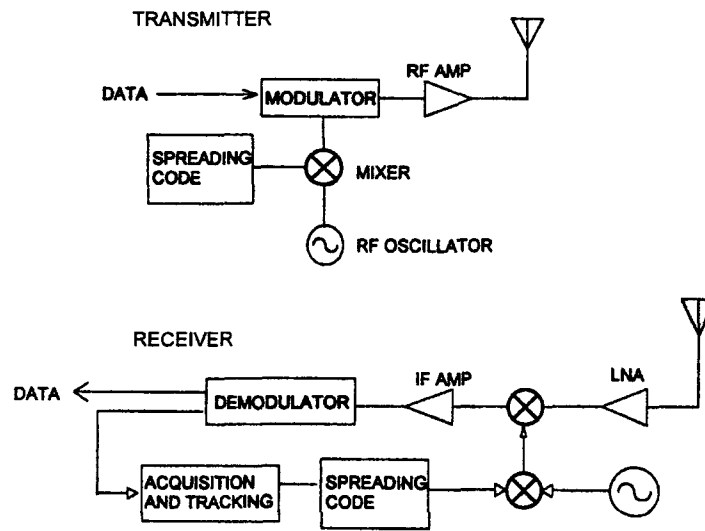 TRANSMITTER
RF AMP
DATA
MODULATOR
SPREADING
CODE
MIXER
RF OSCILLATOR
RECEIVER
LNA
IF AMP
DATA
DEMODULATOR
ACQUISITION
AND TRACKING
SPREADING
CODE